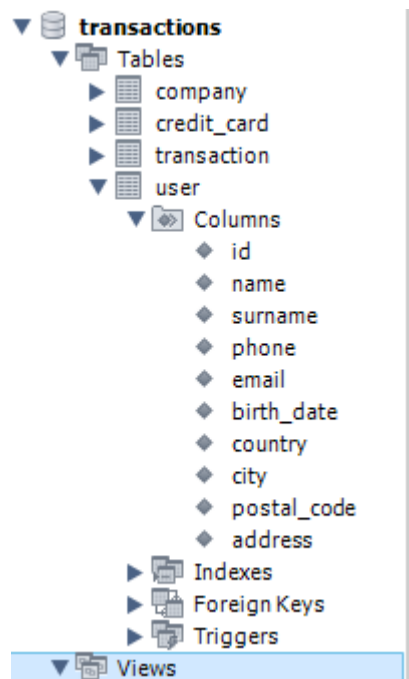 transactions
Tables
company
credit_card
transaction
user
Columns
id
name
surname
phone
email
birth_date
country
city
postal_code
address
Indexes
Foreign Keys
Triggers
Views